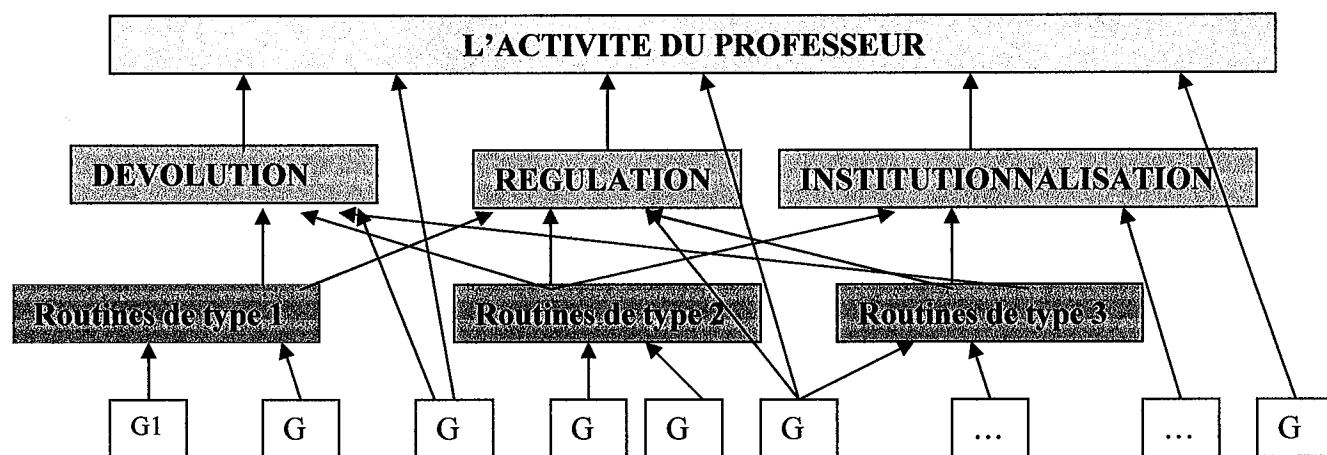 L'ACTIVITE DU PROFESSEUR
DEVOLUTION
REGULATION
INSTITUTIONNALISATION
Routines de type 1
Routines de type 2
Routines de type 3
G1
G
G
G
G
G
...
...
G